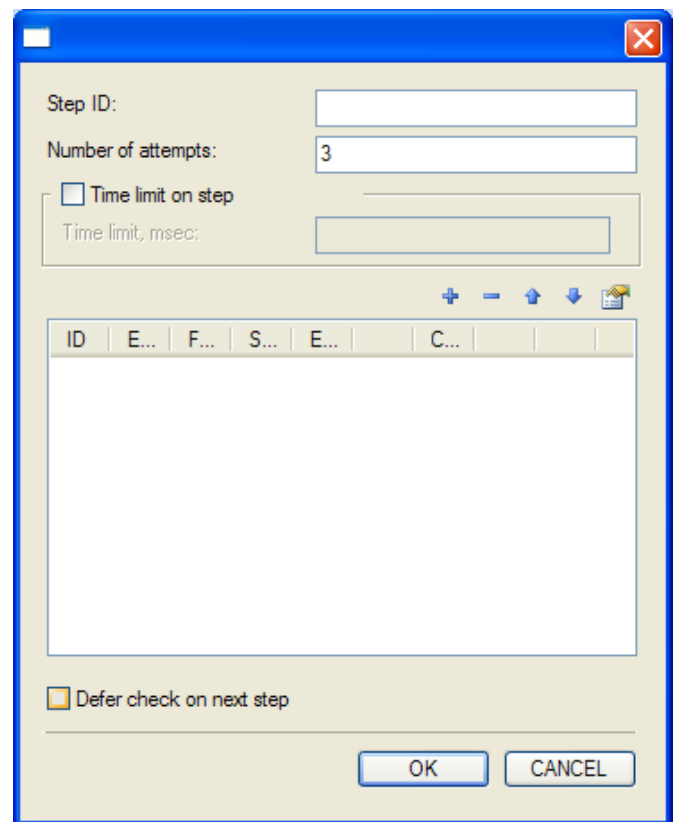 Step ID:
Number of attempts: 3
Time limit on step
Time limit, msec:
ID E... F... S... E... C...
Defer check on next step
OK CANCEL